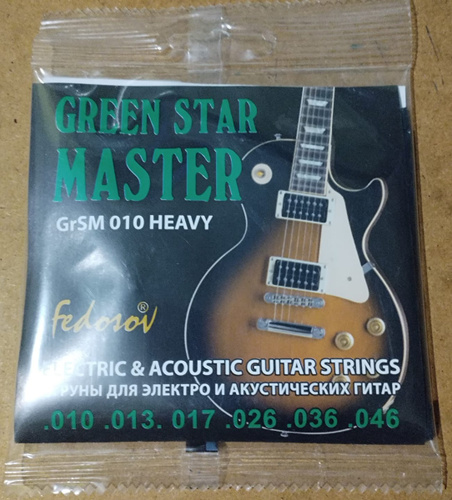 GREEN STAR
MASTER
GrSM 010 HEAVY
fedosov®
ELECTRIC & ACOUSTIC GUITAR STRINGS
СТРУНЫ ДЛЯ ЭЛЕКТРО И АКУСТИЧЕСКИХ ГИТАР
.010 .013. 017 .026 .036 .046